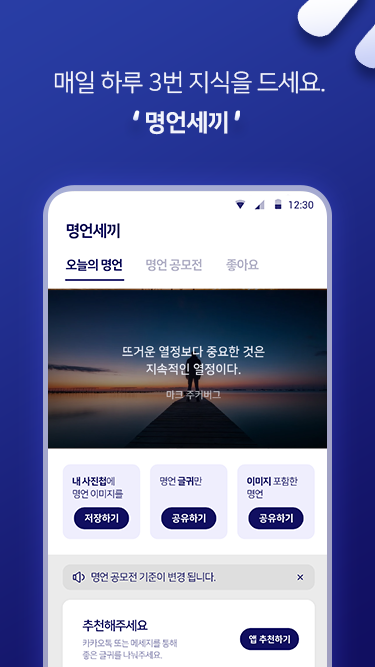 매일 하루 3번 지식을 드세요.
‘ 명언세끼 ’
12:30
명언세끼
오늘의 명언 명언 공모전 좋아요
뜨거운 열정보다 중요한 것은
지속적인 열정이다.
마크 주커버그
내 사진첩에
명언 이미지를
저장하기
명언 글귀만
공유하기
이미지 포함한
명언
공유하기
명언 공모전 기준이 변경 됩니다. ×
추천해주세요
카카오톡 또는 메세지를 통해
좋은 글귀를 나눠주세요.
앱 추천하기